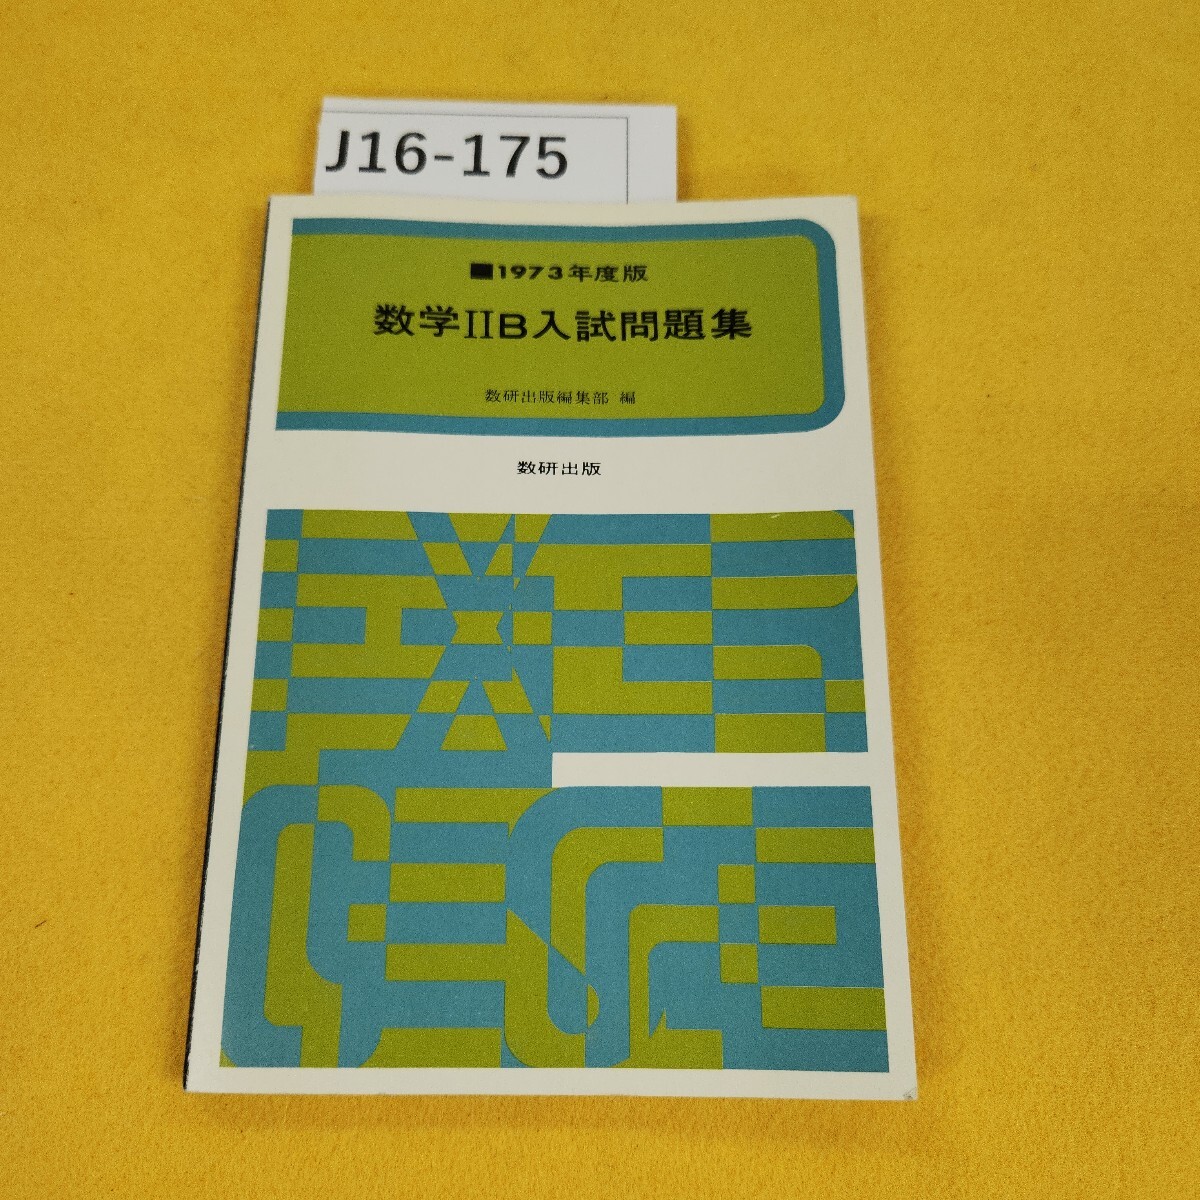 J16-175
■1973年度版
数学IIB入試問題集
数研出版編集部 編
数研出版